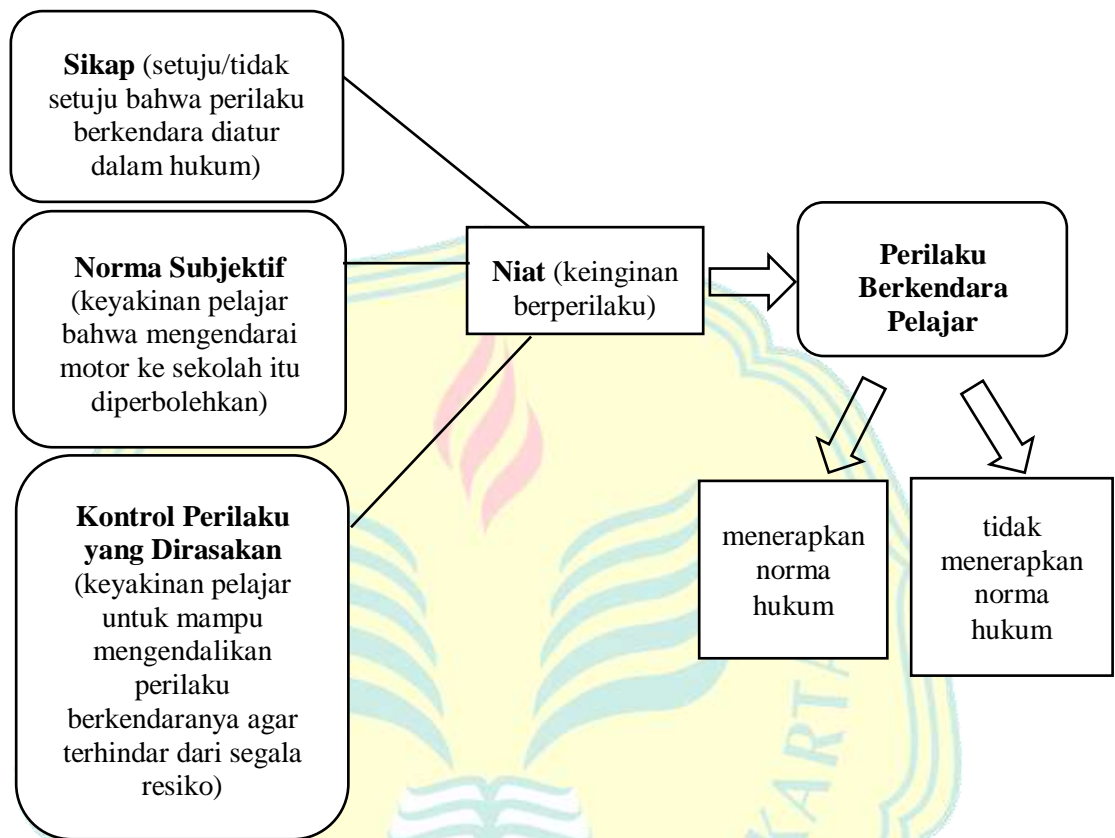 Sikap (setuju/tidak
setuju bahwa perilaku
berkendara diatur
dalam hukum)
Norma Subjektif
(keyakinan pelajar
bahwa mengendarai
motor ke sekolah itu
diperbolehkan)
Kontrol Perilaku
yang Dirasakan
(keyakinan pelajar
untuk mampu
mengendalikan
perilaku
berkendaranya agar
terhindar dari segala
resiko)
Niat (keinginan
berperilaku)
Perilaku
Berkendara
Pelajar
menerapkan
norma
hukum
tidak
menerapkan
norma
hukum
KARTA